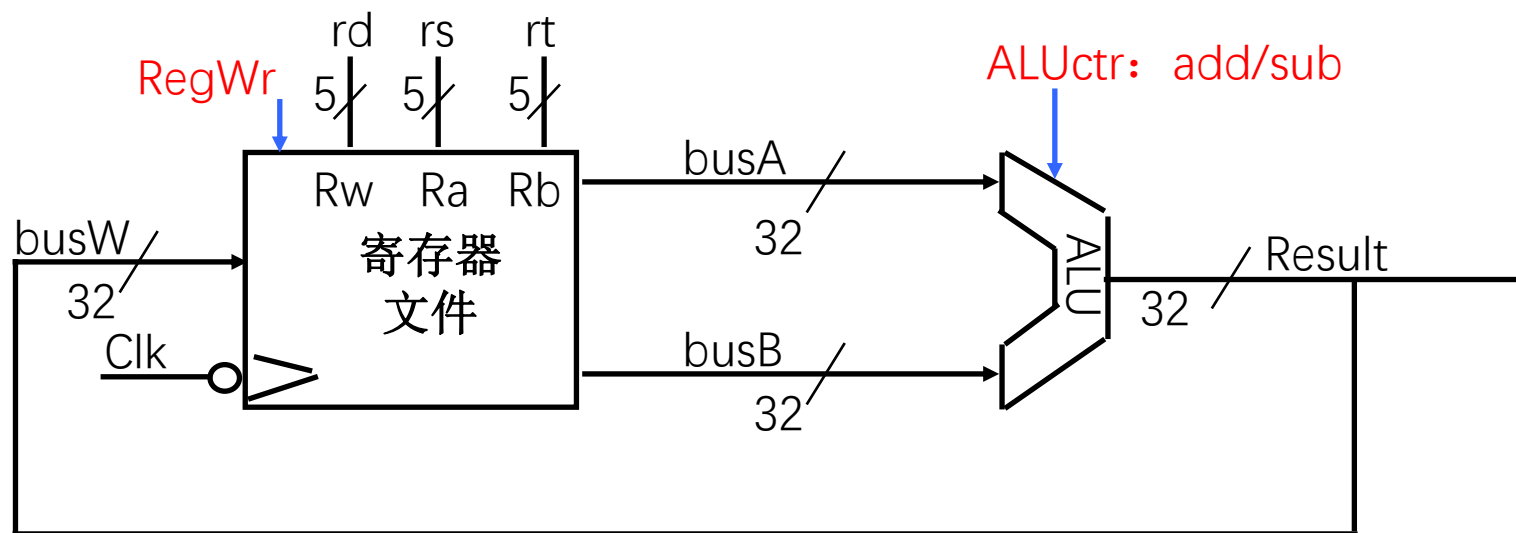 rd rs rt
RegWr
ALUctr：add/sub
5 5 5
busA
Rw Ra Rb
32
busW
寄存器
文件
ALU
Result
32
32
Clk
busB
32